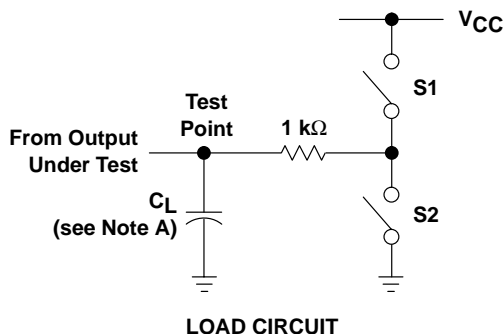 VCC
S1
Test
Point
1 kΩ
From Output
Under Test
CL
(see Note A)
S2
LOAD CIRCUIT